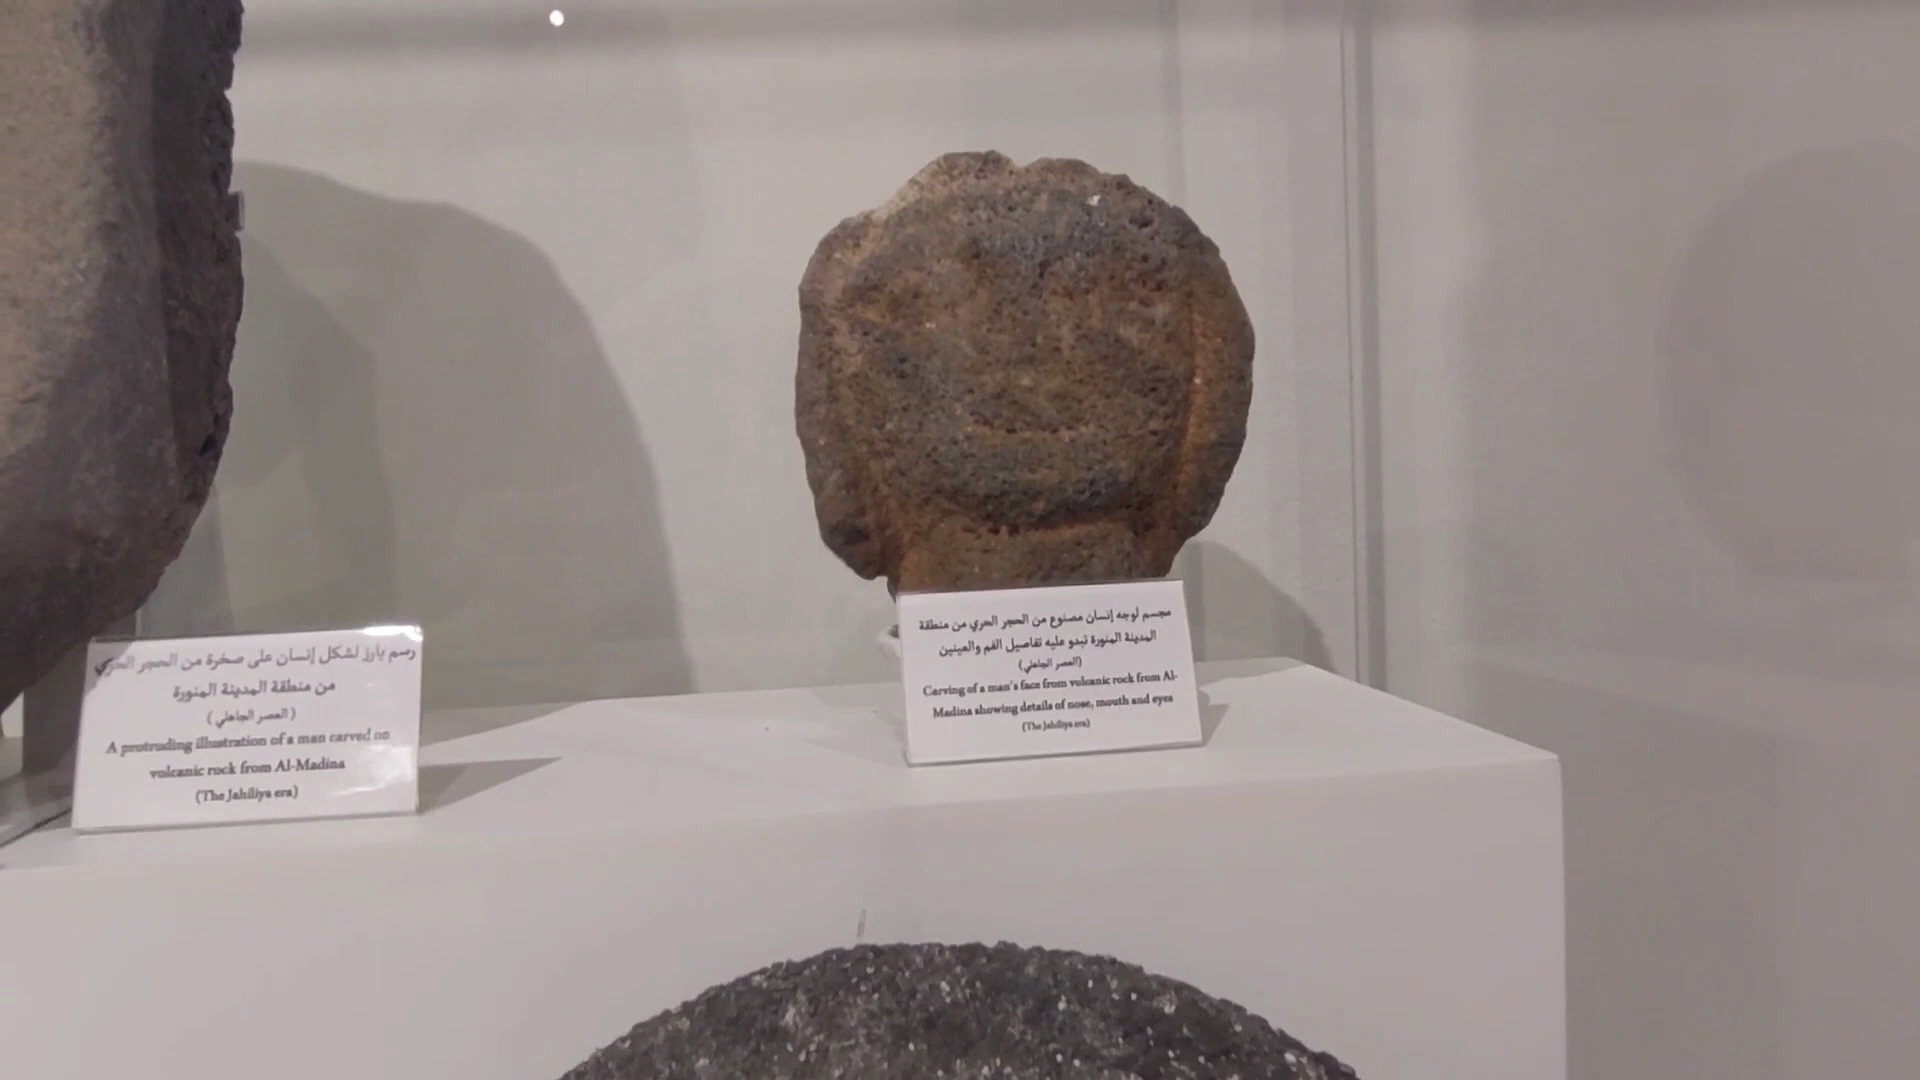 رسم بارز لشكل إنسان على صخرة من الحجر الحري
من منطقة المدينة المنورة
( العصر الجاهلي )
A protruding illustration of a man carved on
volcanic rock from Al-Madina
(The Jahiliya era)
مجسم لوجه إنسان مصنوع من الحجر الحري من منطقة
المدينة المنورة تبدو عليه تفاصيل الفم والعينين
(العصر الجاهلي)
Carving of a man's face from volcanic rock from Al-
Madina showing details of nose, mouth and eyes
(The Jahiliya era)